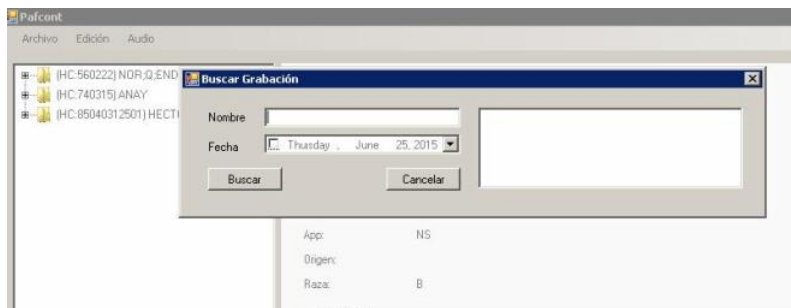 Pafcont
Archivo Edición Audio
(HC:560222) NOR;Q;END
(HC:740315) ANAY
(HC:85040312501) HECT
Buscar Grabación
Nombre
Fecha Thursday , June 25, 2015
Buscar Cancelar
App: NS
Origen:
Raza: B